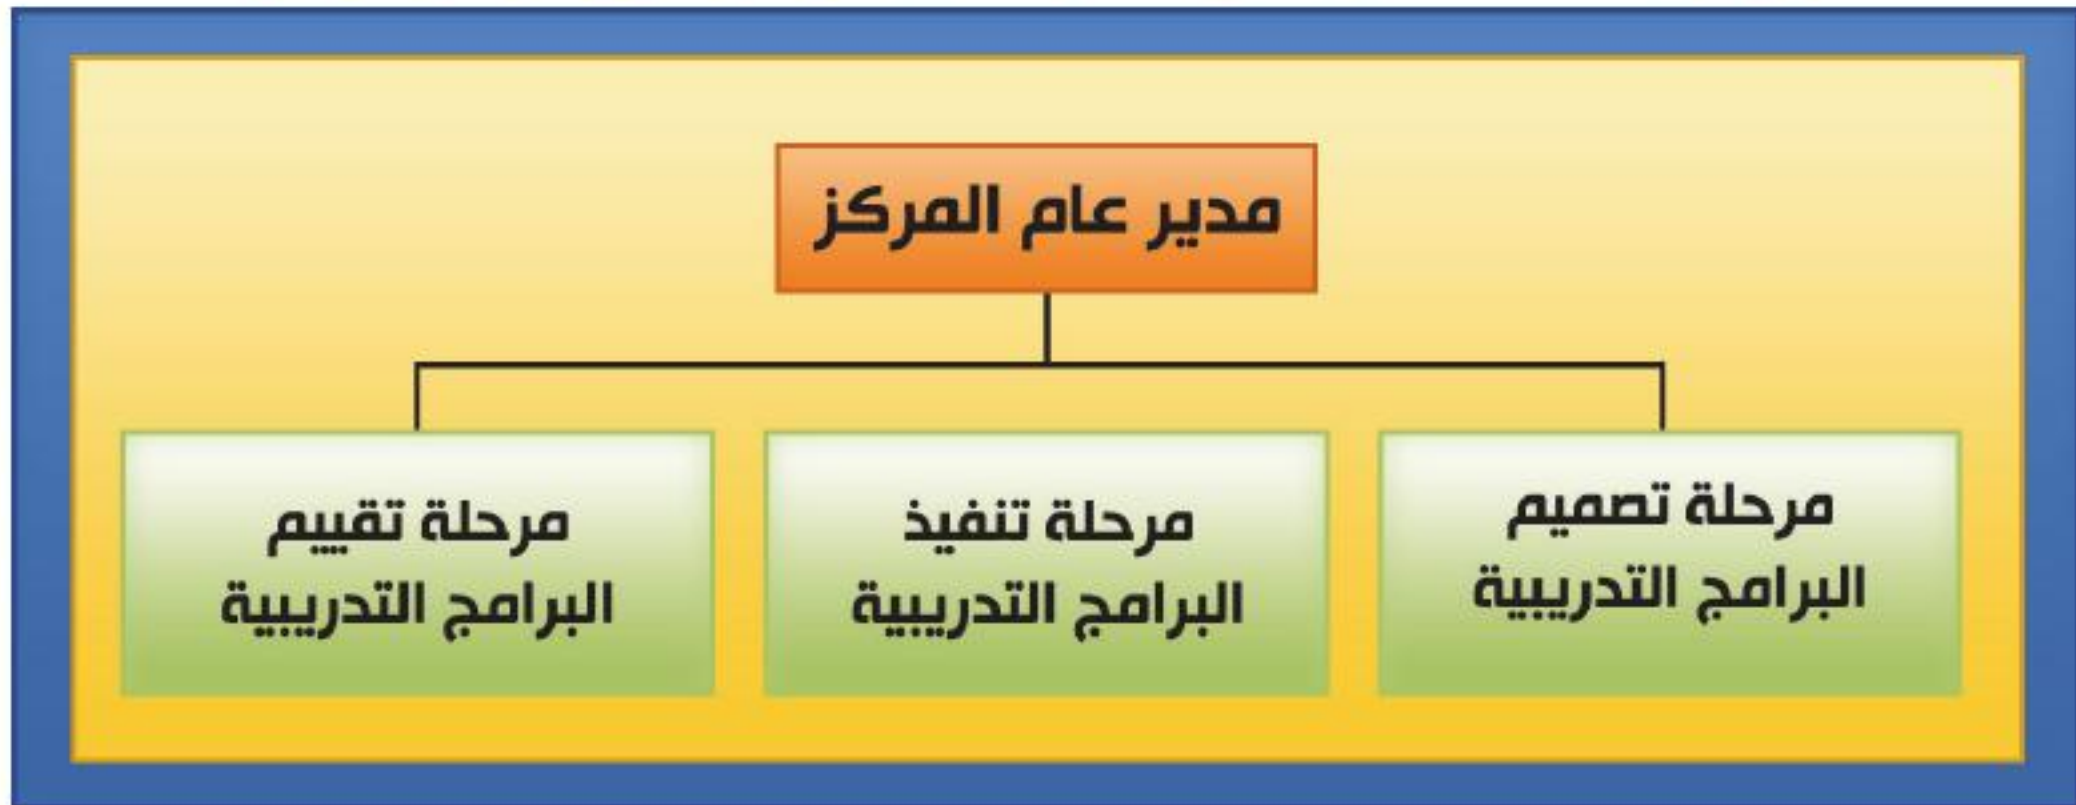 مدير عام المركز
مرحلة تصميم
البرامج التدريبية
مرحلة تنفيذ
البرامج التدريبية
مرحلة تقييم
البرامج التدريبية